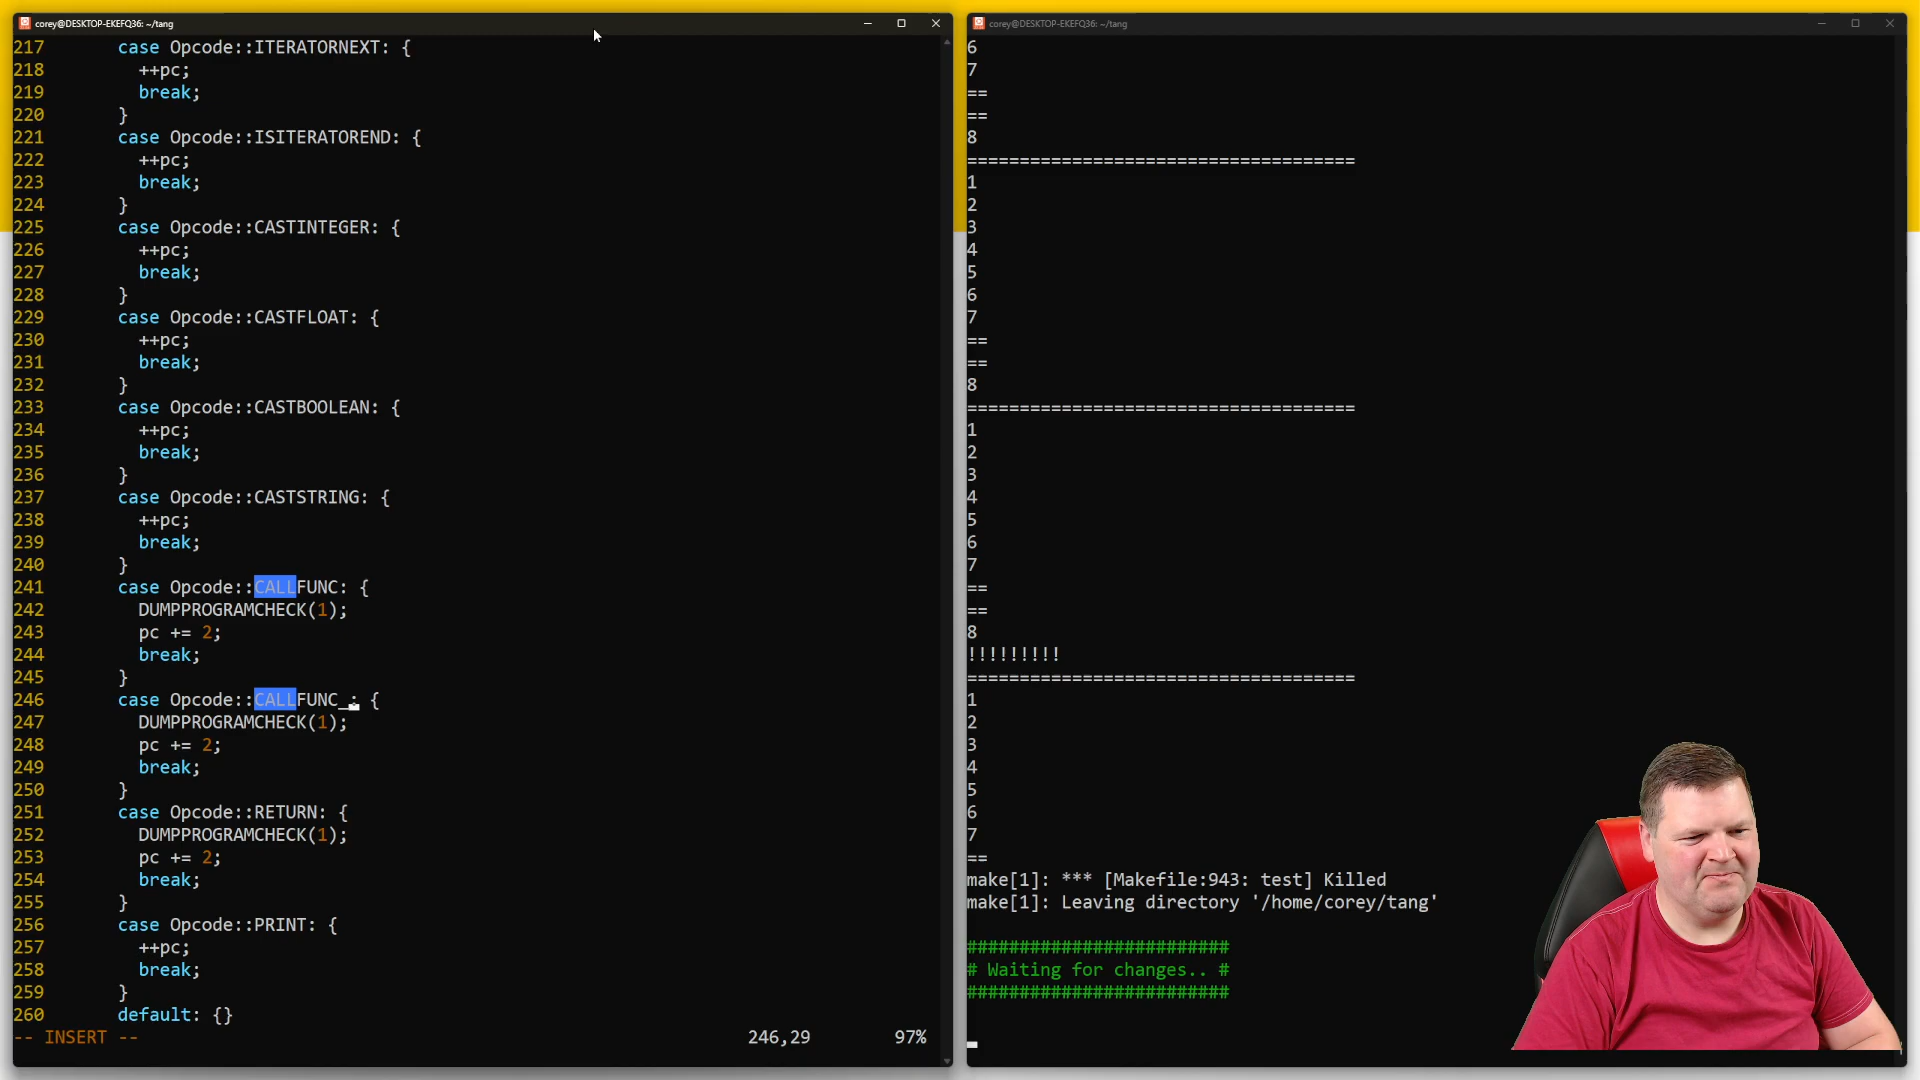 corey@DESKTOP-EKEFQ36: ~/tang
217 case Opcode::ITERATORNEXT: {
218 ++pc;
219 break;
220 }
221 case Opcode::ISITERATOREND: {
222 ++pc;
223 break;
224 }
225 case Opcode::CASTINTEGER: {
226 ++pc;
227 break;
228 }
229 case Opcode::CASTFLOAT: {
230 ++pc;
231 break;
232 }
233 case Opcode::CASTBOOLEAN: {
234 ++pc;
235 break;
236 }
237 case Opcode::CASTSTRING: {
238 ++pc;
239 break;
240 }
241 case Opcode::CALLFUNC: {
242 DUMPPROGRAMCHECK(1);
243 pc += 2;
244 break;
245 }
246 case Opcode::CALLFUNC_: {
247 DUMPPROGRAMCHECK(1);
248 pc += 2;
249 break;
250 }
251 case Opcode::RETURN: {
252 DUMPPROGRAMCHECK(1);
253 pc += 2;
254 break;
255 }
256 case Opcode::PRINT: {
257 ++pc;
258 break;
259 }
260 default: {}
-- INSERT -- 246,29 97%
corey@DESKTOP-EKEFQ36: ~/tang
6
7
==
==
8
=====================================
1
2
3
4
5
6
7
==
==
8
=====================================
1
2
3
4
5
6
7
==
==
8
!!!!!!!!!
=====================================
1
2
3
4
5
6
7
==
make[1]: *** [Makefile:943: test] Killed
make[1]: Leaving directory '/home/corey/tang'
#########################
# Waiting for changes.. #
#########################